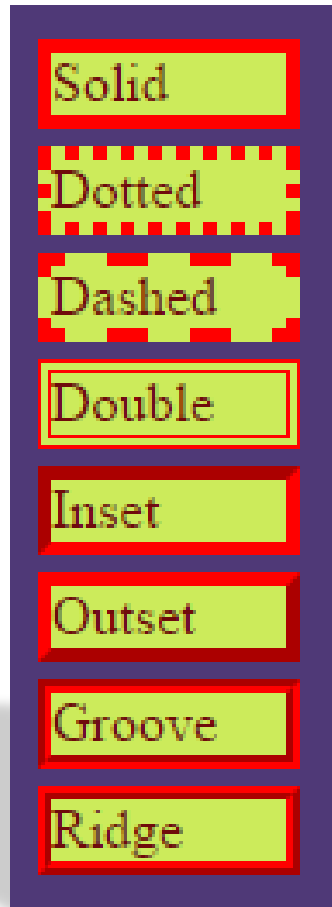 Solid
Dotted
Dashed
Double
Inset
Outset
Groove
Ridge